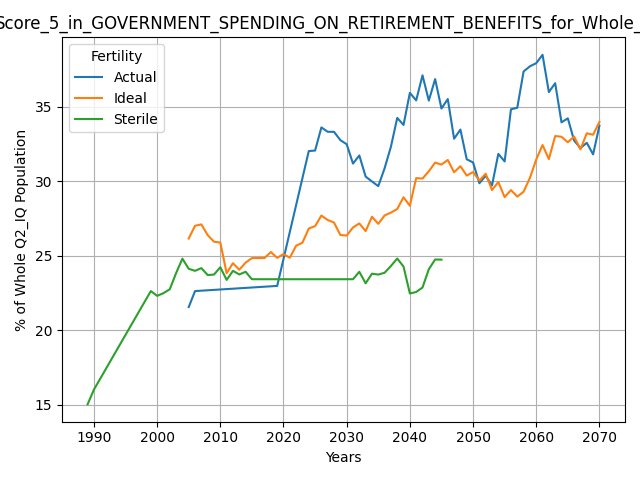 Score_5_in_GOVERNMENT_SPENDING_ON_RETIREMENT_BENEFITS_for_Whole_
Fertility
Actual
Ideal
Sterile
% of Whole Q2_IQ Population
35
30
25
20
15
1990 2000 2010 2020 2030 2040 2050 2060 2070
Years